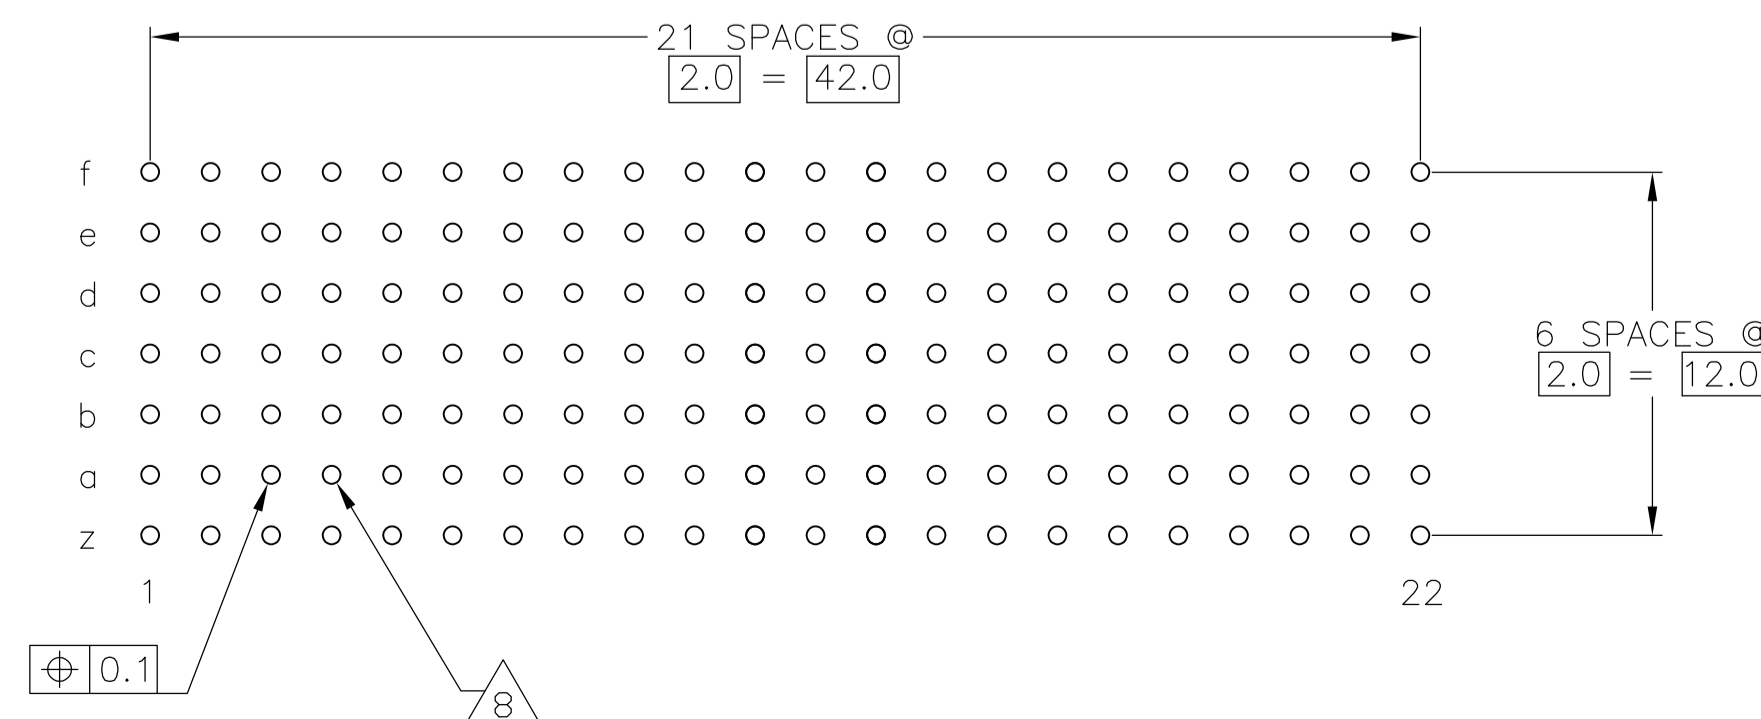 21 SPACES @
2.0 = 42.0
f
e
d
c
6 SPACES @
2.0 = 12.0
b
a
z
1
22
⌖ 0.1
8